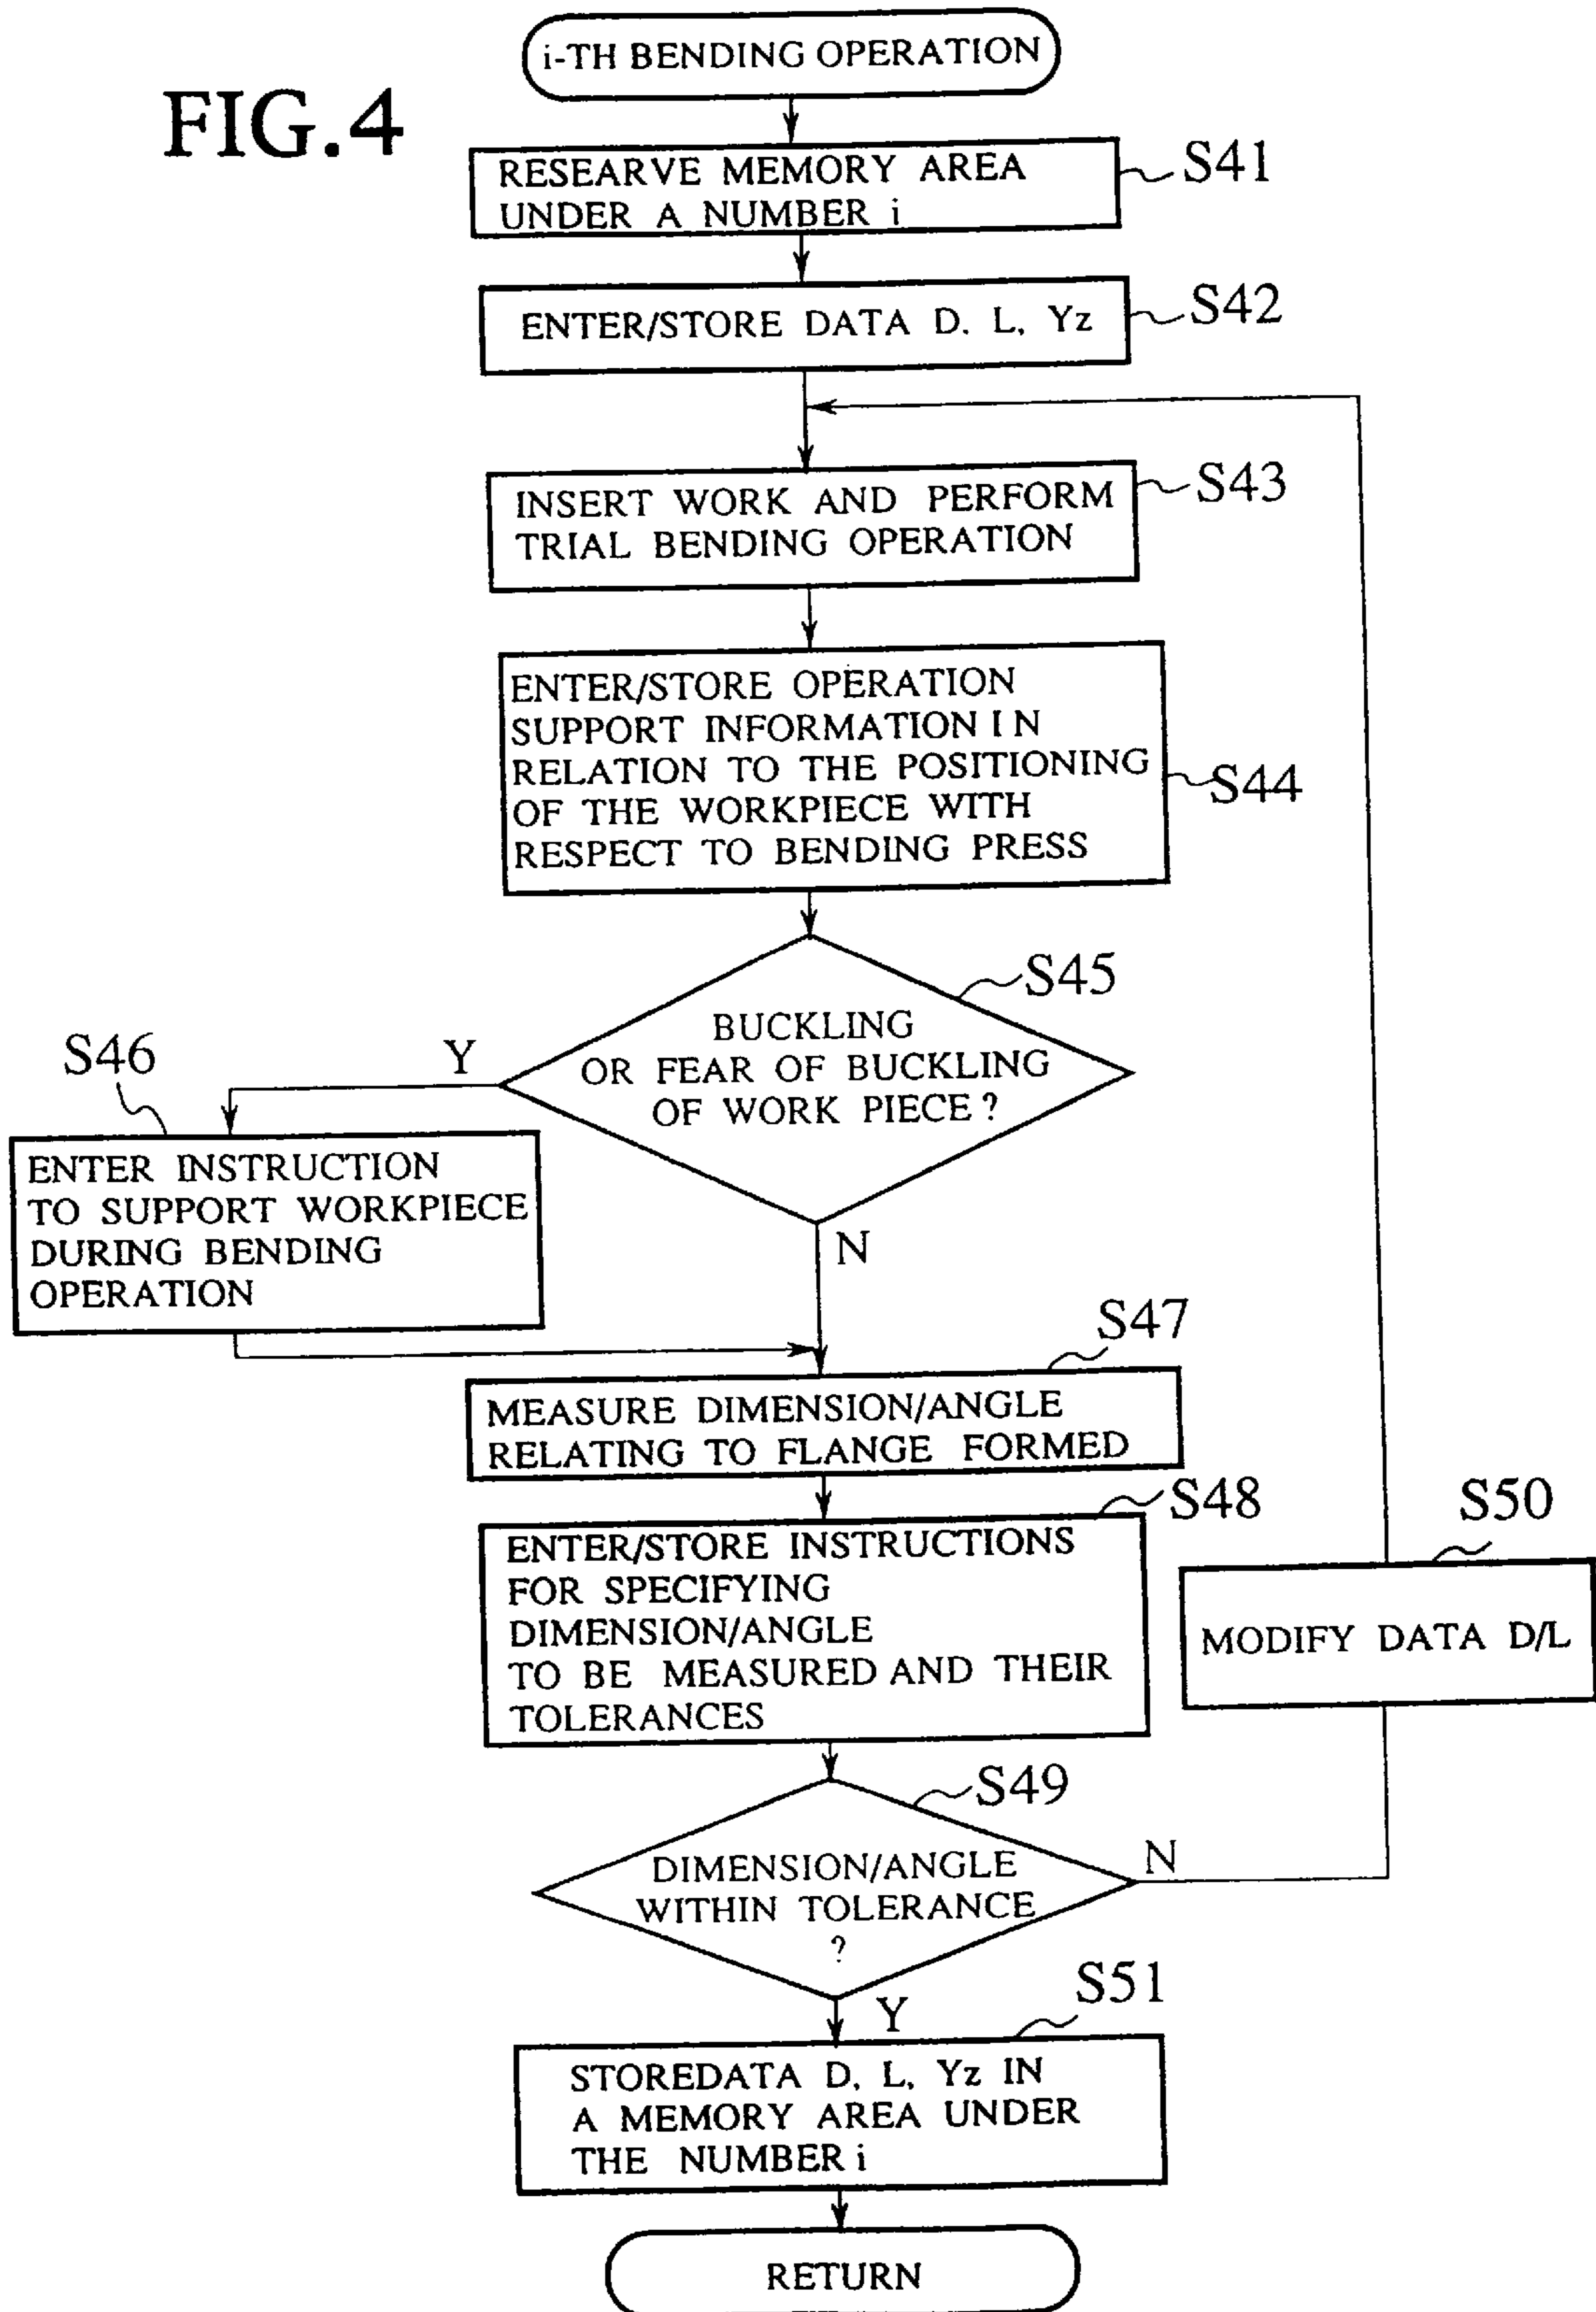 FIG.4
i-TH BENDING OPERATION
RESEARVE MEMORY AREA
UNDER A NUMBER i
S41
ENTER/STORE DATA D. L, Yz
S42
INSERT WORK AND PERFORM
TRIAL BENDING OPERATION
S43
ENTER/STORE OPERATION
SUPPORT INFORMATION IN
RELATION TO THE POSITIONING
OF THE WORKPIECE WITH
RESPECT TO BENDING PRESS
S44
BUCKLING
OR FEAR OF BUCKLING
OF WORK PIECE?
S45
Y
N
S46
ENTER INSTRUCTION
TO SUPPORT WORKPIECE
DURING BENDING
OPERATION
S47
MEASURE DIMENSION/ANGLE
RELATING TO FLANGE FORMED
S48
ENTER/STORE INSTRUCTIONS
FOR SPECIFYING
DIMENSION/ANGLE
TO BE MEASURED AND THEIR
TOLERANCES
S49
DIMENSION/ANGLE
WITHIN TOLERANCE
?
N
S50
MODIFY DATA D/L
Y
S51
STOREDATA D, L, Yz IN
A MEMORY AREA UNDER
THE NUMBER i
RETURN